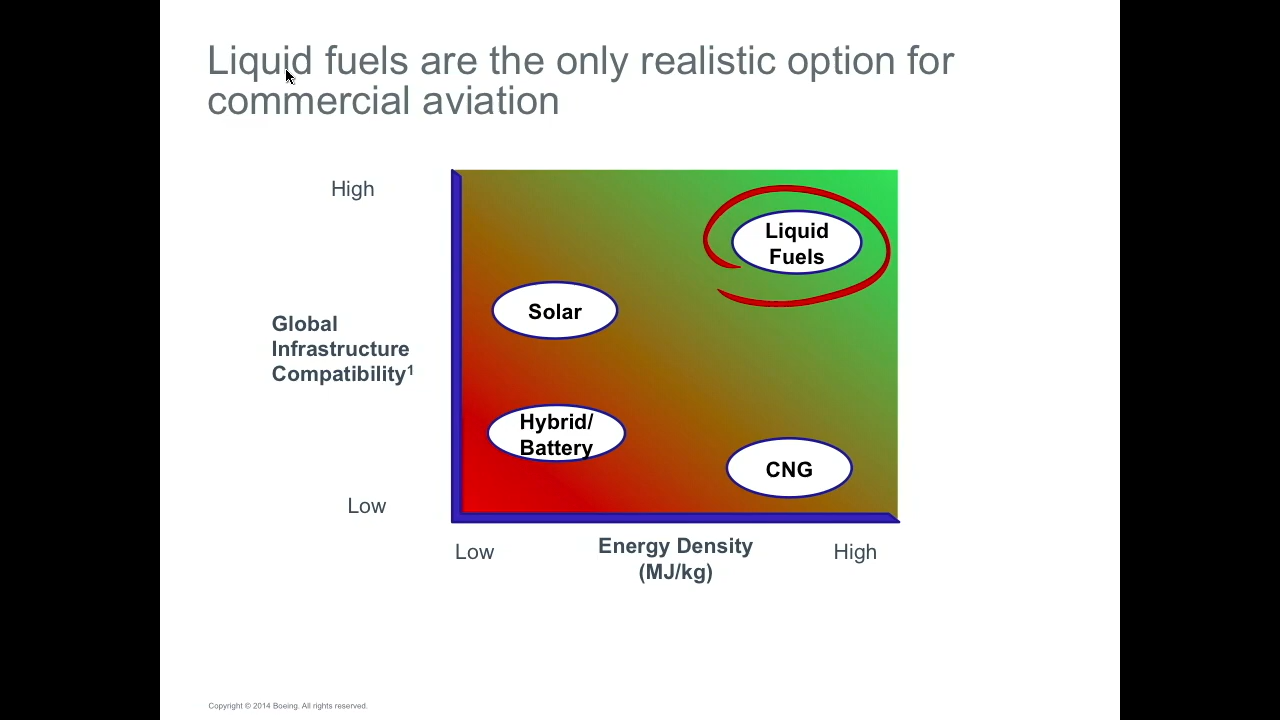 Liquid fuels are the only realistic option for
commercial aviation
High
Liquid
Fuels
Solar
Global
Infrastructure
Compatibility¹
Hybrid/
Battery
CNG
Low
Low
Energy Density
(MJ/kg)
High
Copyright © 2014 Boeing. All rights reserved.